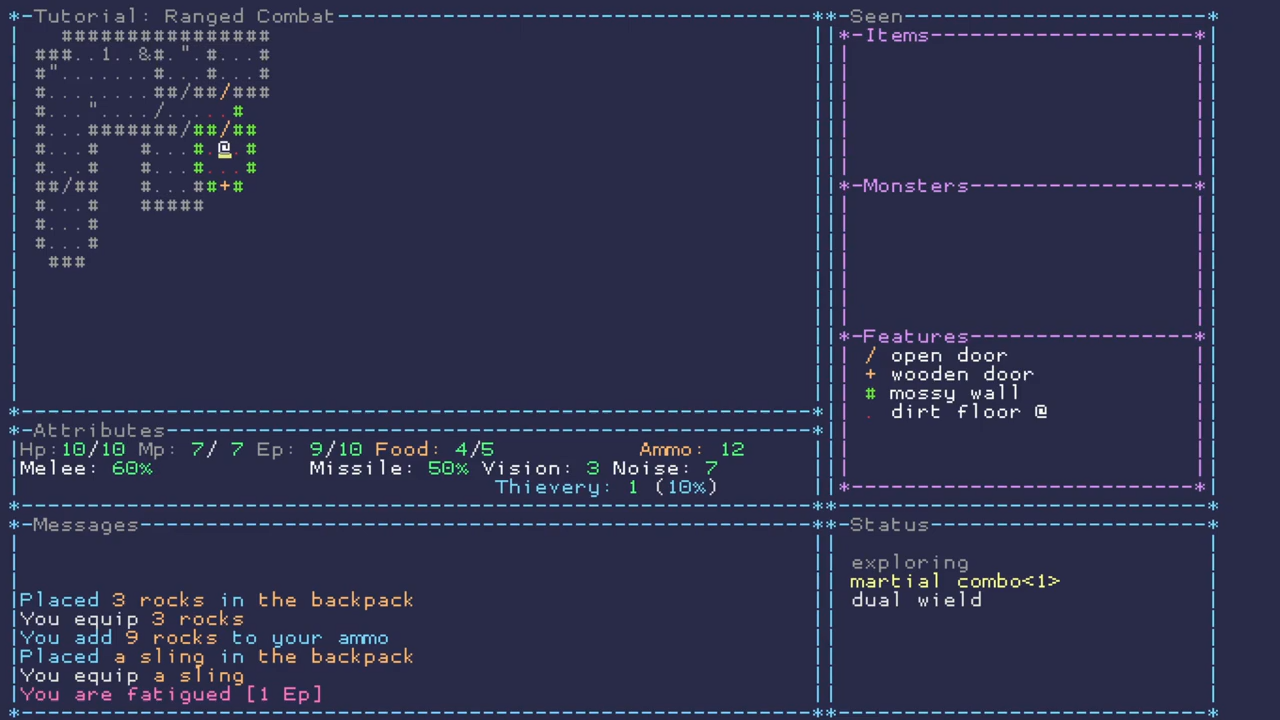 Tutorial: Ranged Combat
Seen
Items
################
###..1..&#.".#...#
#".......#...#...#
#........##/##/###
#..."..../.....#
#...#######/##/##
#...#  #...#.@.#
#...#  #...#...#
##/##  #...##+#
#...#  #####
#...#
#...#
###
Monsters
Features
/ open door
+ wooden door
# mossy wall
. dirt floor @
Attributes
Hp:10/10 Mp: 7/ 7 Ep: 9/10 Food: 4/5 Ammo: 12
Melee: 60% Missile: 50% Vision: 3 Noise: 7
Thievery: 1 (10%)
Messages
Placed 3 rocks in the backpack
You equip 3 rocks
You add 9 rocks to your ammo
Placed a sling in the backpack
You equip a sling
You are fatigued [1 Ep]
Status
exploring
martial combo<1>
dual wield